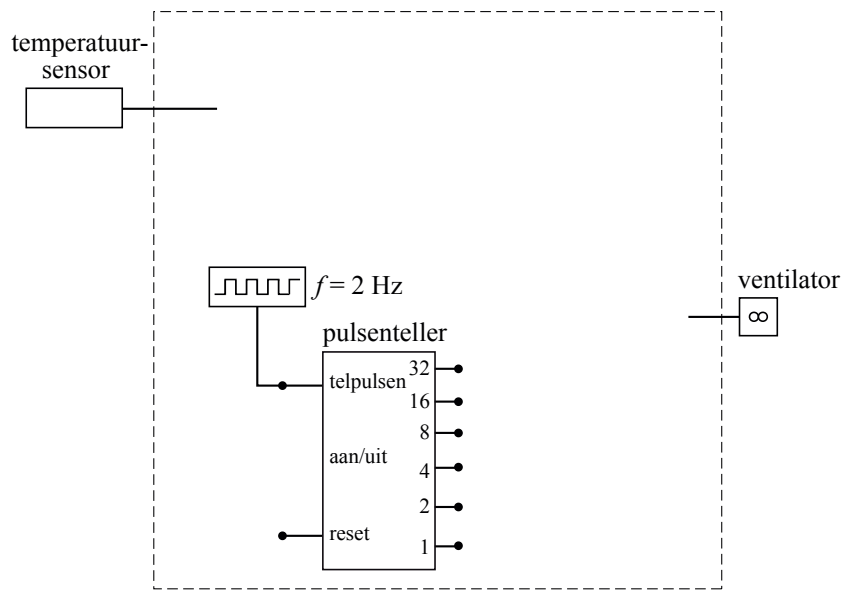 temperatuur-
sensor
f = 2 Hz
ventilator
∞
pulsenteller
telpulsen
aan/uit
reset
32
16
8
4
2
1